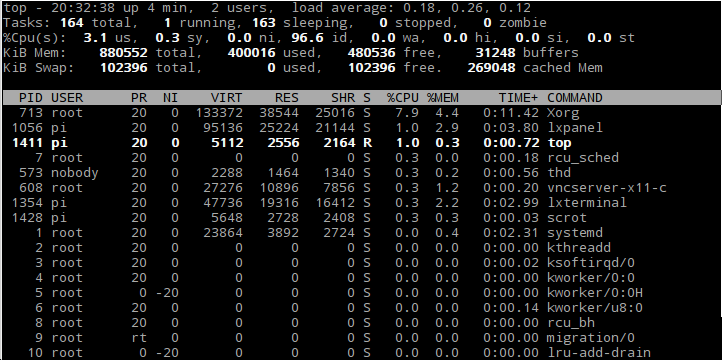 top - 20:32:38 up 4 min,  2 users,  load average: 0.18, 0.26, 0.12
Tasks: 164 total,   1 running, 163 sleeping,   0 stopped,   0 zombie
%Cpu(s):  3.1 us,  0.3 sy,  0.0 ni, 96.6 id,  0.0 wa,  0.0 hi,  0.0 si,  0.0 st
KiB Mem:    880552 total,   400016 used,   480536 free,    31248 buffers
KiB Swap:   102396 total,        0 used,   102396 free.   269048 cached Mem
PID USER      PR  NI    VIRT    RES    SHR S  %CPU %MEM     TIME+ COMMAND
713 root      20   0  133372  38544  25016 S   7.9  4.4   0:11.42 Xorg
1056 pi        20   0   95136  25224  21144 S   1.0  2.9   0:03.80 lxpanel
1411 pi        20   0    5112   2556   2164 R   1.0  0.3   0:00.72 top
7 root      20   0       0      0      0 S   0.3  0.0   0:00.18 rcu_sched
573 nobody    20   0    2288   1464   1340 S   0.3  0.2   0:00.56 thd
608 root      20   0   27276  10896   7856 S   0.3  1.2   0:00.20 vncserver-x11-c
1354 pi        20   0   47736  19316  16412 S   0.3  2.2   0:02.99 lxterminal
1428 pi        20   0    5648   2728   2408 S   0.3  0.3   0:00.03 scrot
1 root      20   0   23864   3892   2724 S   0.0  0.4   0:02.31 systemd
2 root      20   0       0      0      0 S   0.0  0.0   0:00.00 kthreadd
3 root      20   0       0      0      0 S   0.0  0.0   0:00.02 ksoftirqd/0
4 root      20   0       0      0      0 S   0.0  0.0   0:00.00 kworker/0:0
5 root       0 -20       0      0      0 S   0.0  0.0   0:00.00 kworker/0:0H
6 root      20   0       0      0      0 S   0.0  0.0   0:00.14 kworker/u8:0
8 root      20   0       0      0      0 S   0.0  0.0   0:00.00 rcu_bh
9 root      rt   0       0      0      0 S   0.0  0.0   0:00.00 migration/0
10 root       0 -20       0      0      0 S   0.0  0.0   0:00.00 lru-add-drain